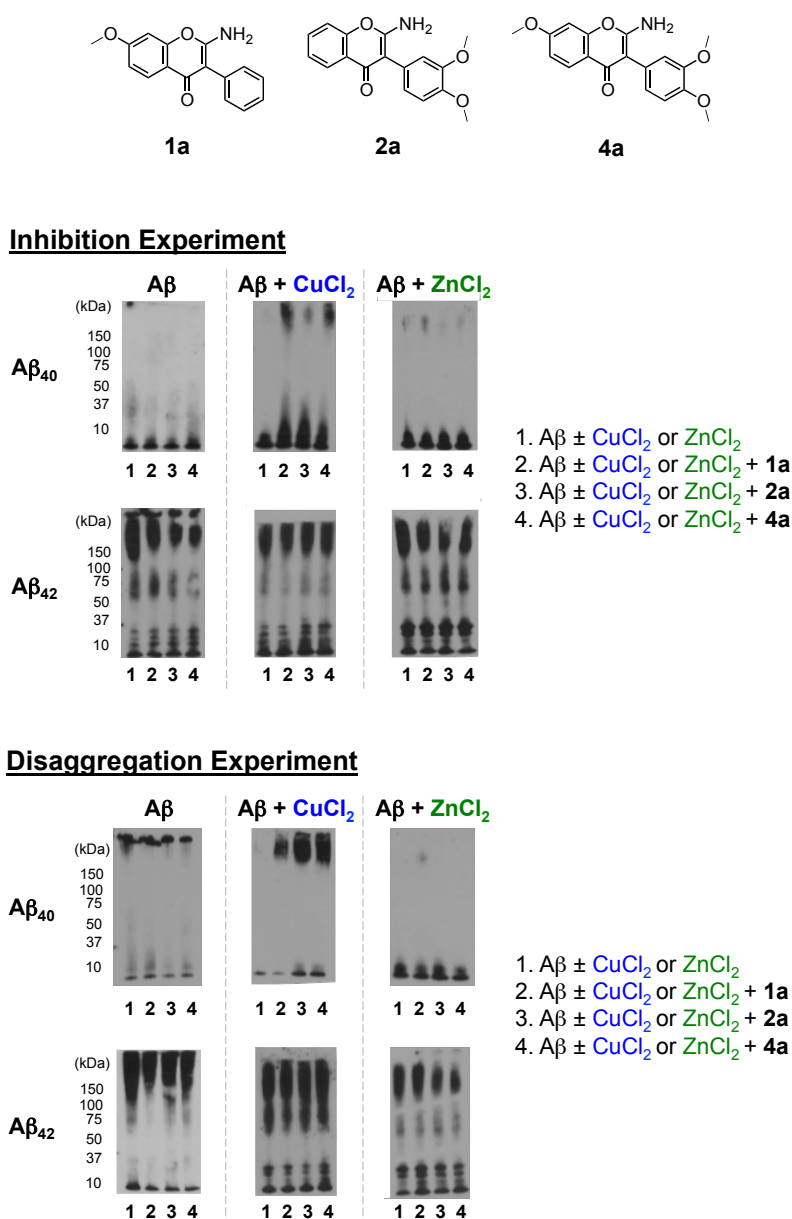 O
O
NH2
O
1a
O
NH2
O
O
O
2a
O
O
NH2
O
O
O
4a
Inhibition Experiment
Aβ
Aβ + CuCl2
Aβ + ZnCl2
(kDa)
150
100
75
50
37
10
Aβ40
1 2 3 4
1 2 3 4
1 2 3 4
(kDa)
150
100
75
50
37
10
Aβ42
1 2 3 4
1 2 3 4
1 2 3 4
1. Aβ ± CuCl2 or ZnCl2
2. Aβ ± CuCl2 or ZnCl2 + 1a
3. Aβ ± CuCl2 or ZnCl2 + 2a
4. Aβ ± CuCl2 or ZnCl2 + 4a
Disaggregation Experiment
Aβ
Aβ + CuCl2
Aβ + ZnCl2
(kDa)
150
100
75
50
37
10
Aβ40
1 2 3 4
1 2 3 4
1 2 3 4
(kDa)
150
100
75
50
37
10
Aβ42
1 2 3 4
1 2 3 4
1 2 3 4
1. Aβ ± CuCl2 or ZnCl2
2. Aβ ± CuCl2 or ZnCl2 + 1a
3. Aβ ± CuCl2 or ZnCl2 + 2a
4. Aβ ± CuCl2 or ZnCl2 + 4a